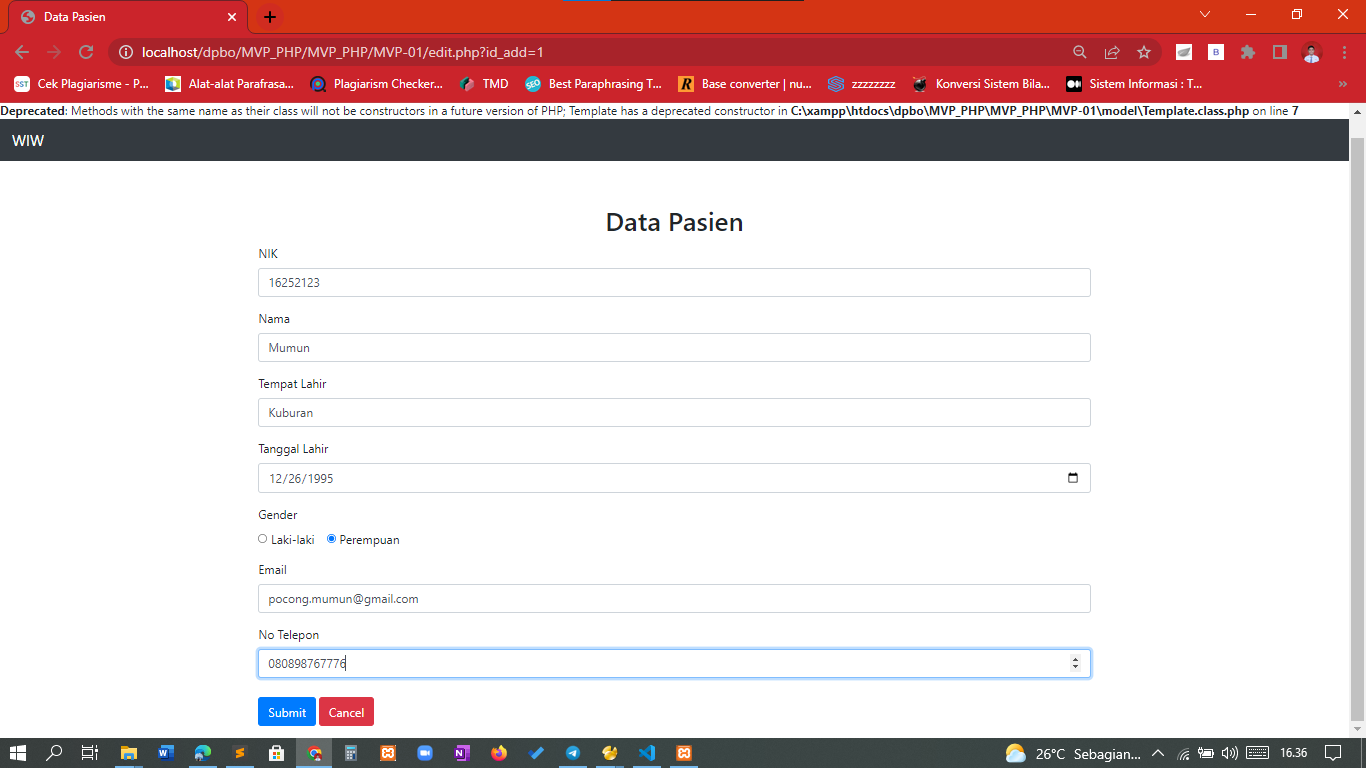 Data Pasien
localhost/dpbo/MVP_PHP/MVP_PHP/MVP-01/edit.php?id_add=1
SST Cek Plagiarisme - P... Alat-alat Parafrasa... Plagiarism Checker... TMD SEO Best Paraphrasing T... R Base converter | nu... zzzzzzzz Konversi Sistem Bila... Sistem Informasi : T... »
Deprecated: Methods with the same name as their class will not be constructors in a future version of PHP; Template has a deprecated constructor in C:\xampp\htdocs\dpbo\MVP_PHP\MVP_PHP\MVP-01\model\Template.class.php on line 7
WIW
Data Pasien
NIK
16252123
Nama
Mumun
Tempat Lahir
Kuburan
Tanggal Lahir
12/26/1995
Gender
Laki-laki Perempuan
Email
pocong.mumun@gmail.com
No Telepon
080898767776
Submit Cancel
26°C Sebagian... 16.36